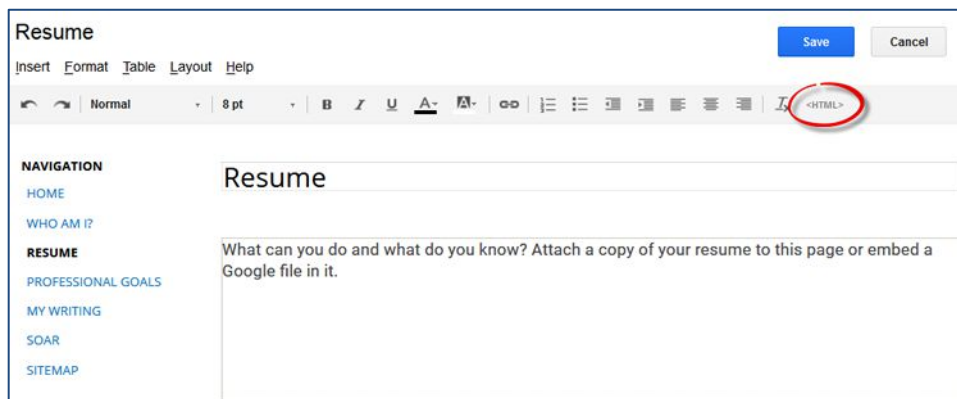 Resume
Save
Cancel
Insert Format Table Layout Help
Normal 8 pt B I U A A <HTML>
NAVIGATION
HOME
WHO AM I?
RESUME
PROFESSIONAL GOALS
MY WRITING
SOAR
SITEMAP
Resume
What can you do and what do you know? Attach a copy of your resume to this page or embed a
Google file in it.